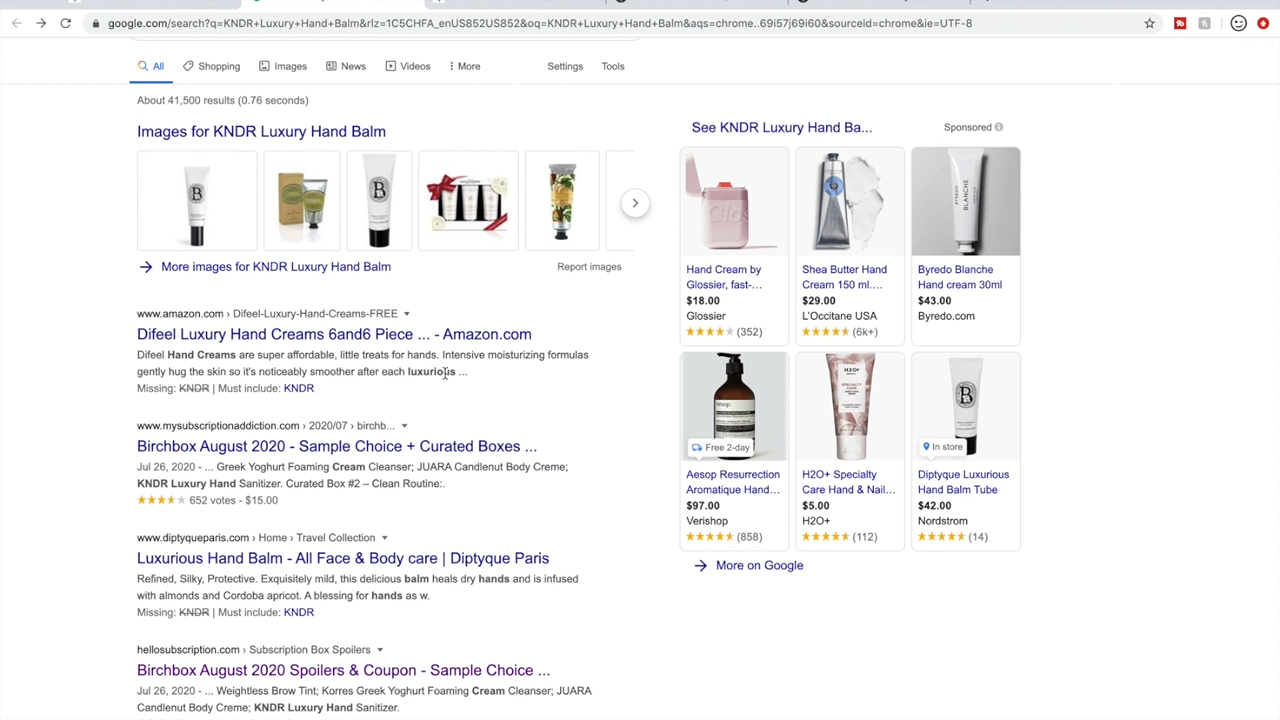 google.com/search?q=KNDR+Luxury+Hand+Balm&rlz=1C5CHFA_enUS852US852&oq=KNDR+Luxury+Hand+Balm&aqs=chrome..69i57j69i60&sourceid=chrome&ie=UTF-8
All Shopping Images News Videos More Settings Tools
About 41,500 results (0.76 seconds)
Images for KNDR Luxury Hand Balm
More images for KNDR Luxury Hand Balm Report images
www.amazon.com › Difeel-Luxury-Hand-Creams-FREE
Difeel Luxury Hand Creams 6and6 Piece ... - Amazon.com
Difeel Hand Creams are super affordable, little treats for hands. Intensive moisturizing formulas
gently hug the skin so it's noticeably smoother after each luxurious ...
Missing: KNDR | Must include: KNDR
www.mysubscriptionaddiction.com › 2020/07 › birchb...
Birchbox August 2020 - Sample Choice + Curated Boxes ...
Jul 26, 2020 - ... Greek Yoghurt Foaming Cream Cleanser; JUARA Candlenut Body Creme;
KNDR Luxury Hand Sanitizer. Curated Box #2 – Clean Routine:.
652 votes - $15.00
www.diptyqueparis.com › Home › Travel Collection
Luxurious Hand Balm - All Face & Body care | Diptyque Paris
Refined, Silky, Protective. Exquisitely mild, this delicious balm heals dry hands and is infused
with almonds and Cordoba apricot. A blessing for hands as w.
Missing: KNDR | Must include: KNDR
hellosubscription.com › Subscription Box Spoilers
Birchbox August 2020 Spoilers & Coupon - Sample Choice ...
Jul 26, 2020 - ... Weightless Brow Tint; Korres Greek Yoghurt Foaming Cream Cleanser; JUARA
Candlenut Body Creme; KNDR Luxury Hand Sanitizer.
See KNDR Luxury Hand Ba... Sponsored
Hand Cream by
Glossier, fast-...
$18.00
Glossier
(352)
Shea Butter Hand
Cream 150 ml....
$29.00
L'Occitane USA
(6k+)
BLANCHE
Byredo Blanche
Hand cream 30ml
$43.00
Byredo.com
Aesop.
Free 2-day
Aesop Resurrection
Aromatique Hand...
$97.00
Verishop
(858)
H2O+
H2O+ Specialty
Care Hand & Nail...
$5.00
H2O+
(112)
In store
Diptyque Luxurious
Hand Balm Tube
$42.00
Nordstrom
(14)
More on Google